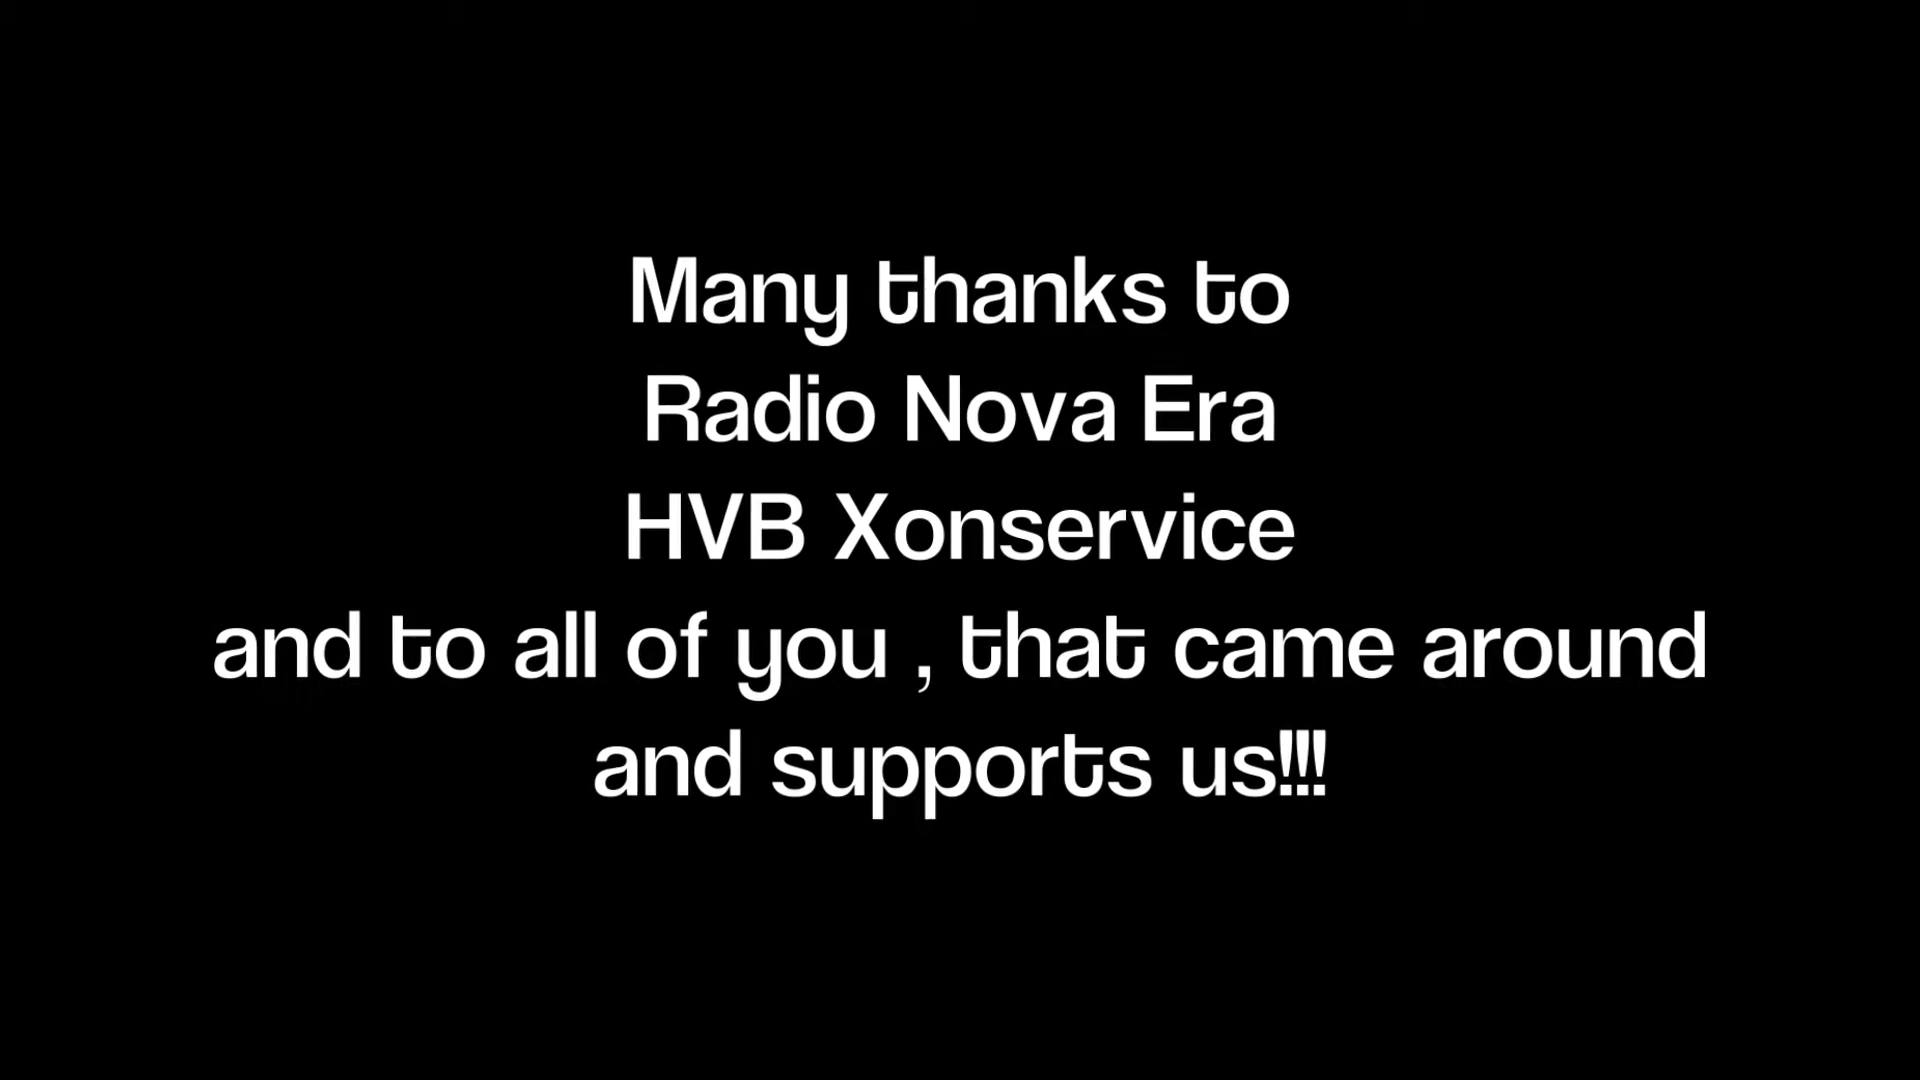 Many thanks to
Radio Nova Era
HVB Xonservice
and to all of you , that came around
and supports us!!!